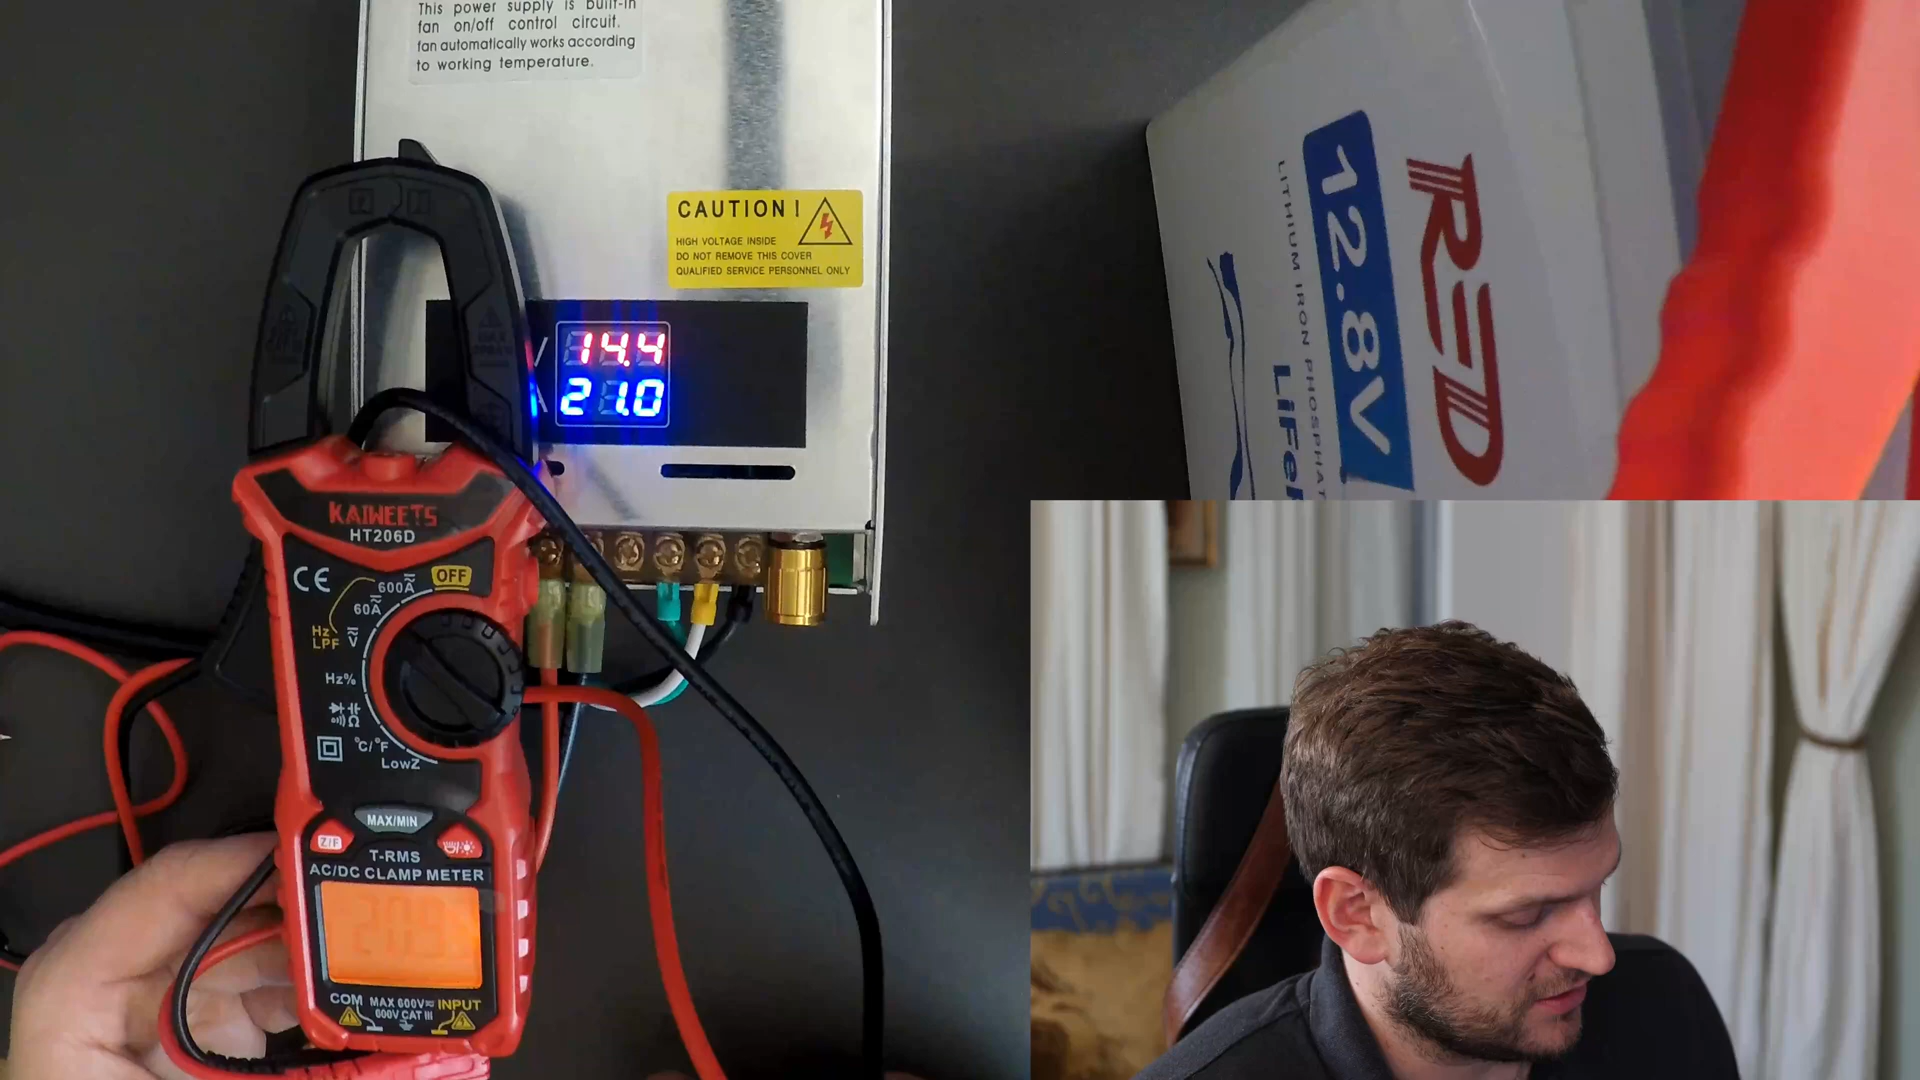 This power supply is built-in
fan on/off control circuit.
fan automatically works according
to working temperature.
CAUTION!
HIGH VOLTAGE INSIDE
DO NOT REMOVE THIS COVER
QUALIFIED SERVICE PERSONNEL ONLY
14.4
21.0
KAIWEETS
HT206D
CE
OFF
600A
60A
Hz
LPF
V
Hz%
Ω
°C/°F
LowZ
MAX/MIN
Z/F
T-RMS
AC/DC CLAMP METER
COM
MAX 600V
INPUT
600V CAT III
12.8V
LITHIUM IRON